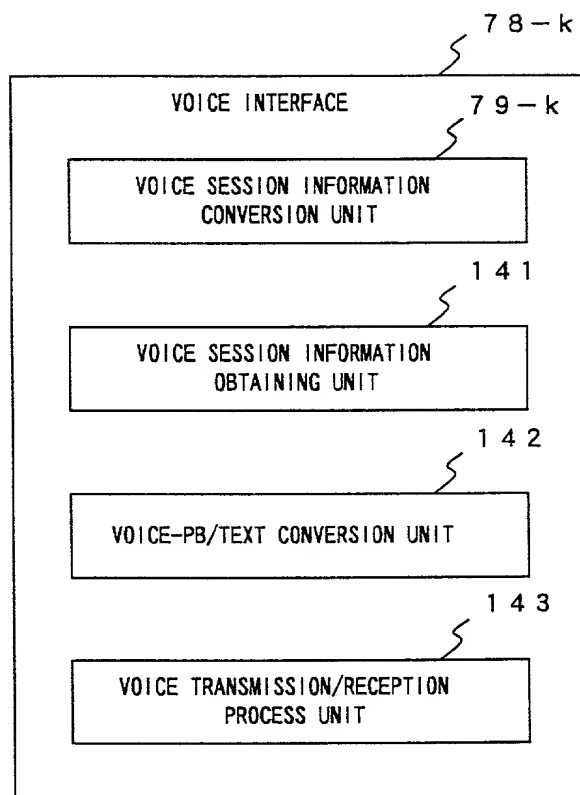 78-k
VOICE INTERFACE
79-k
VOICE SESSION INFORMATION
CONVERSION UNIT
141
VOICE SESSION INFORMATION
OBTAINING UNIT
142
VOICE-PB/TEXT CONVERSION UNIT
143
VOICE TRANSMISSION/RECEPTION
PROCESS UNIT